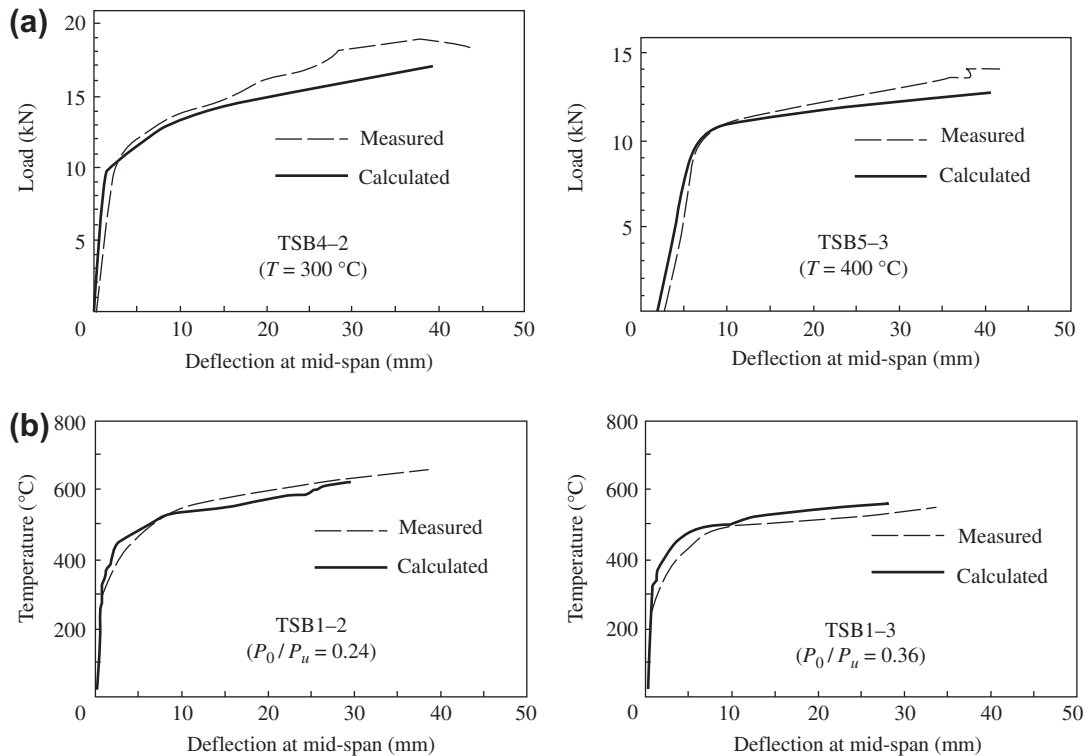 (a)
20
15
10
5
0
10
20
30
40
50
Load (kN)
Deflection at mid-span (mm)
Measured
Calculated
TSB4–2
(T = 300 °C)
15
10
5
0
10
20
30
40
50
Load (kN)
Deflection at mid-span (mm)
Measured
Calculated
TSB5–3
(T = 400 °C)
(b)
800
600
400
200
0
10
20
30
40
50
Temperature (°C)
Deflection at mid-span (mm)
Measured
Calculated
TSB1–2
(P0 / Pu = 0.24)
800
600
400
200
0
10
20
30
40
50
Temperature (°C)
Deflection at mid-span (mm)
Measured
Calculated
TSB1–3
(P0 / Pu = 0.36)